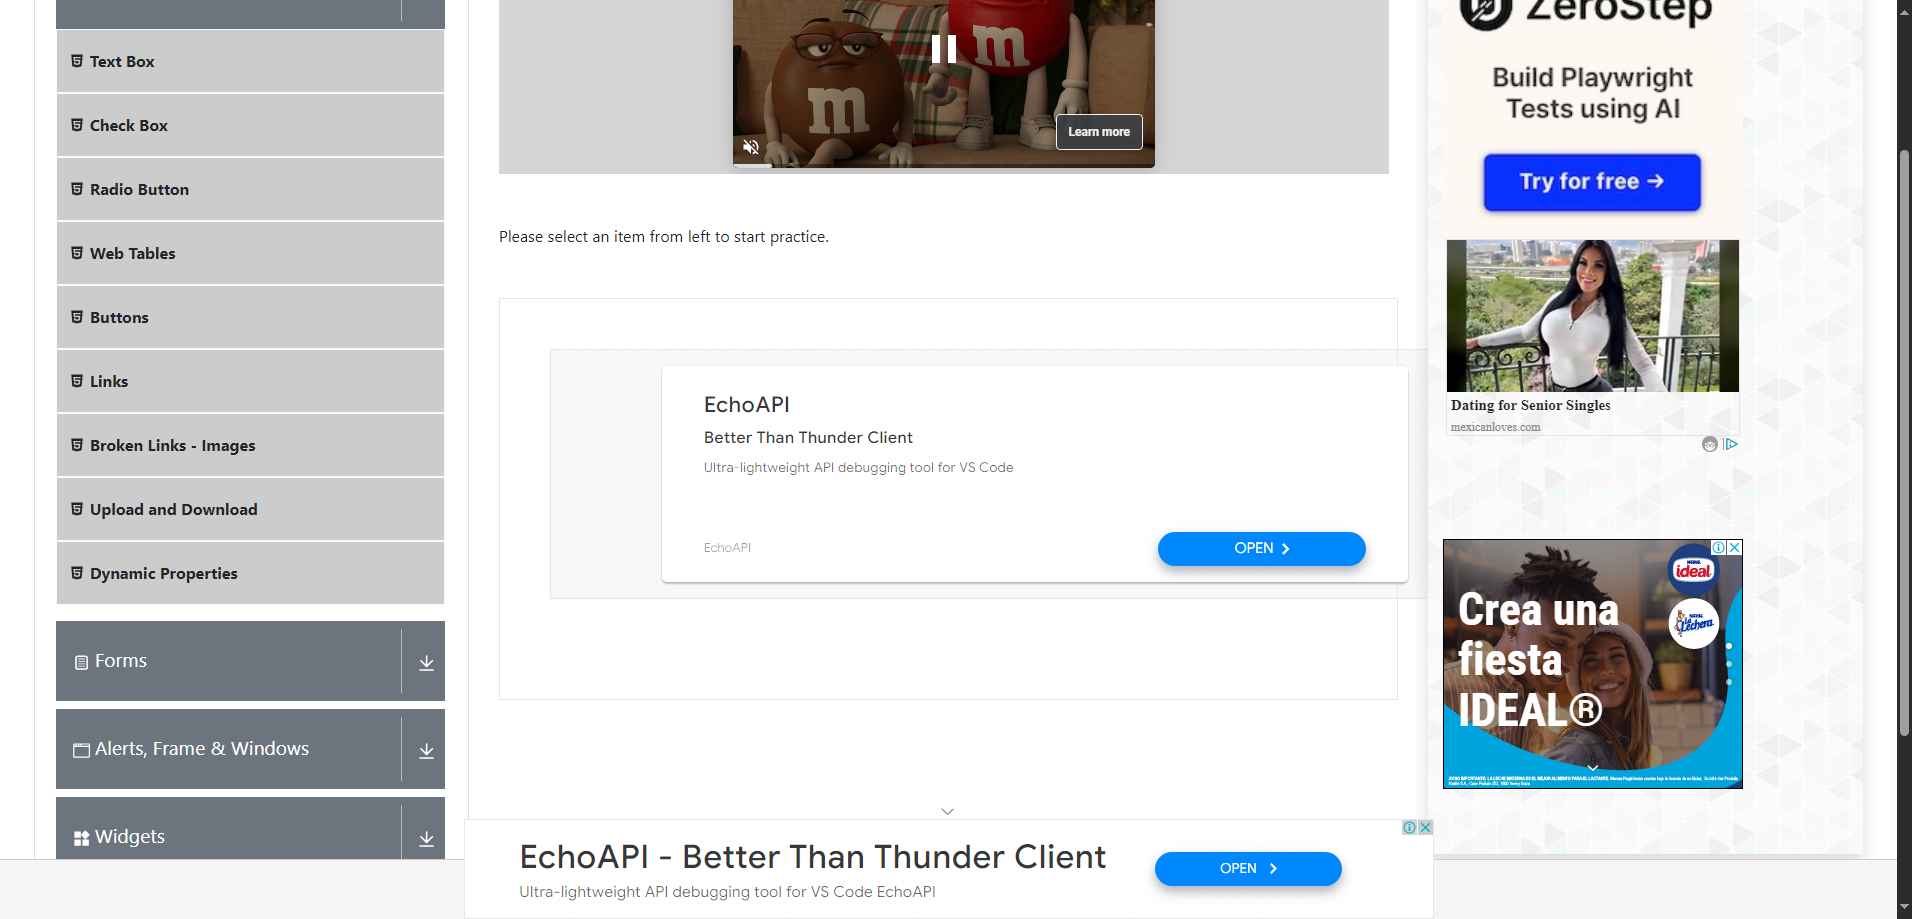 Text Box
Check Box
Radio Button
Web Tables
Buttons
Links
Broken Links - Images
Upload and Download
Dynamic Properties
Forms
Alerts, Frame & Windows
Widgets
m
m
Learn more
Please select an item from left to start practice.
EchoAPI
Better Than Thunder Client
Ultra-lightweight API debugging tool for VS Code
EchoAPI
OPEN
EchoAPI - Better Than Thunder Client
Ultra-lightweight API debugging tool for VS Code EchoAPI
OPEN
ZeroStep
Build Playwright
Tests using AI
Try for free →
Dating for Senior Singles
mexicanloves.com
Nestlé
ideal
Nestlé
La Lechera
Crea una
fiesta
IDEAL®